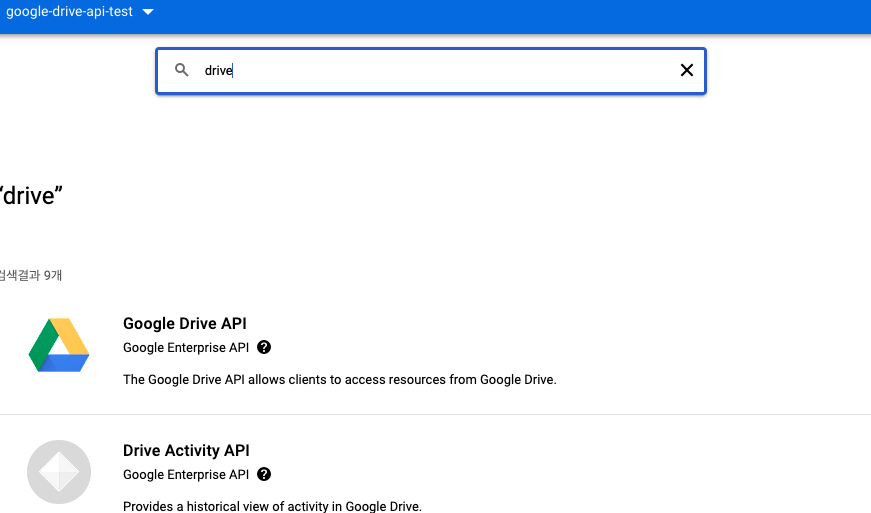 google-drive-api-test
drive
“drive”
검색결과 9개
Google Drive API
Google Enterprise API
The Google Drive API allows clients to access resources from Google Drive.
Drive Activity API
Google Enterprise API
Provides a historical view of activity in Google Drive.